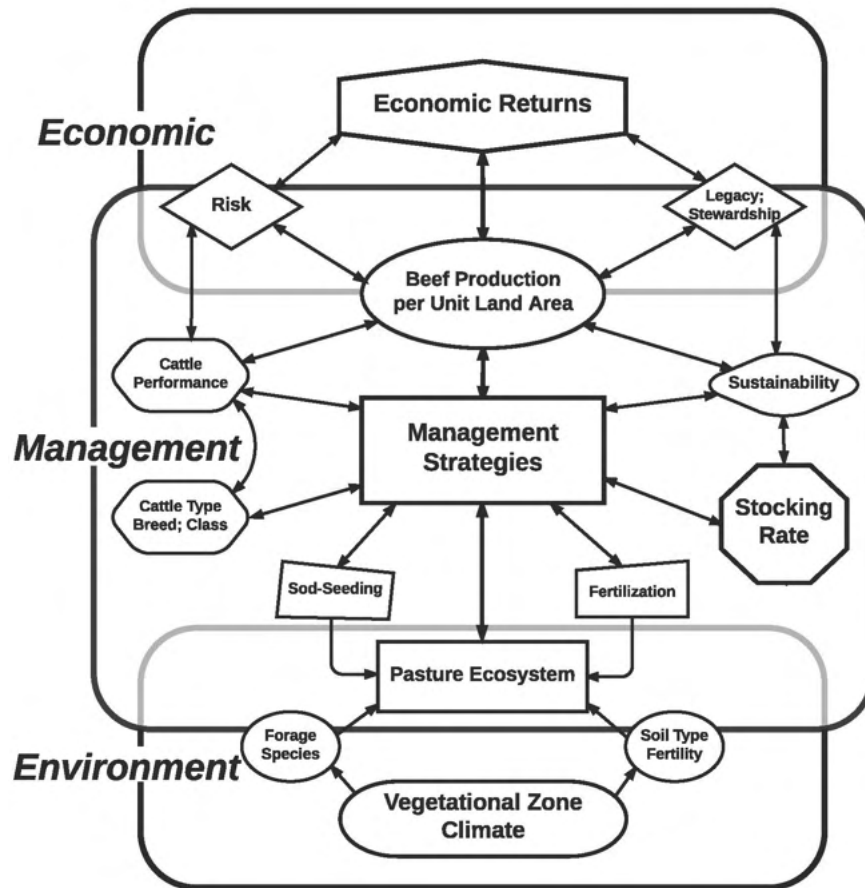 Economic Returns
Economic
Risk
Legacy;
Stewardship
Beef Production
per Unit Land Area
Cattle
Performance
Sustainability
Management
Management
Strategies
Cattle Type
Breed; Class
Stocking
Rate
Sod-Seeding
Fertilization
Pasture Ecosystem
Forage
Species
Soil Type
Fertility
Environment
Vegetational Zone
Climate